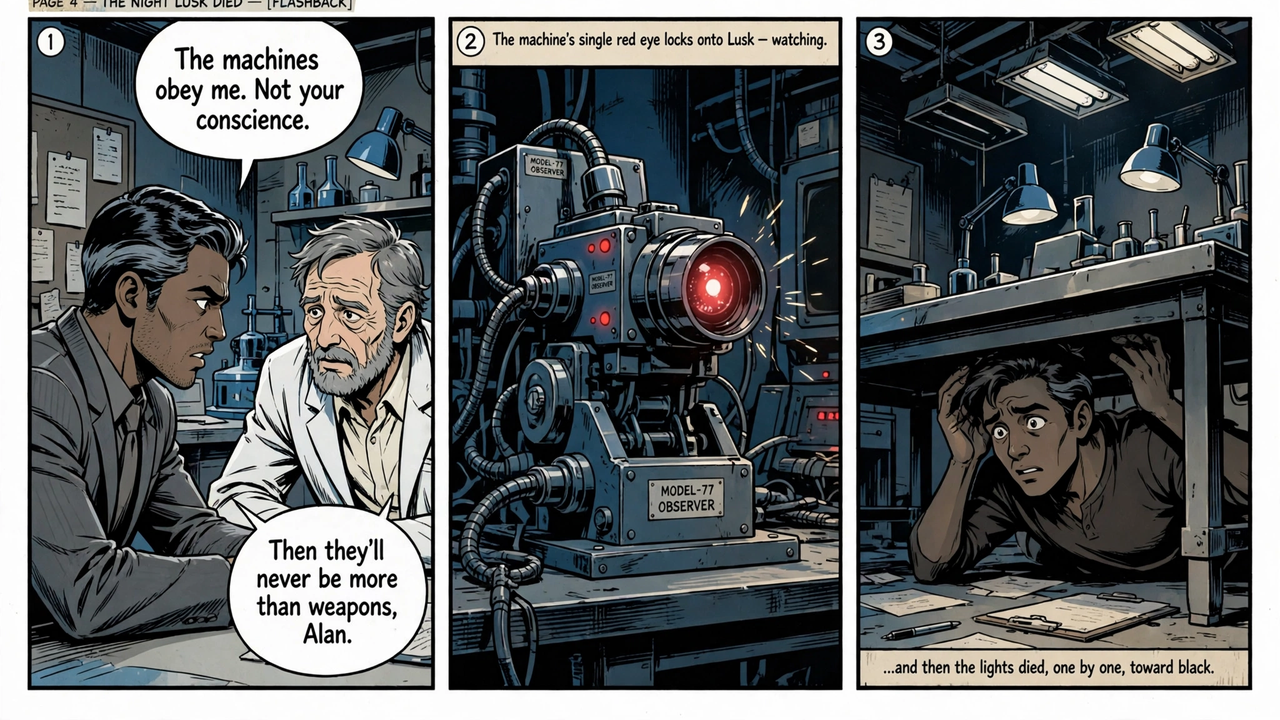 PAGE 4 — THE NIGHT LUSK DIED — [FLASHBACK]
1
The machines
obey me. Not your
conscience.
Then they'll
never be more
than weapons,
Alan.
2
The machine's single red eye locks onto Lusk — watching.
MODEL-77
OBSERVER
MODEL-77
OBSERVER
MODEL-77
OBSERVER
3
...and then the lights died, one by one, toward black.